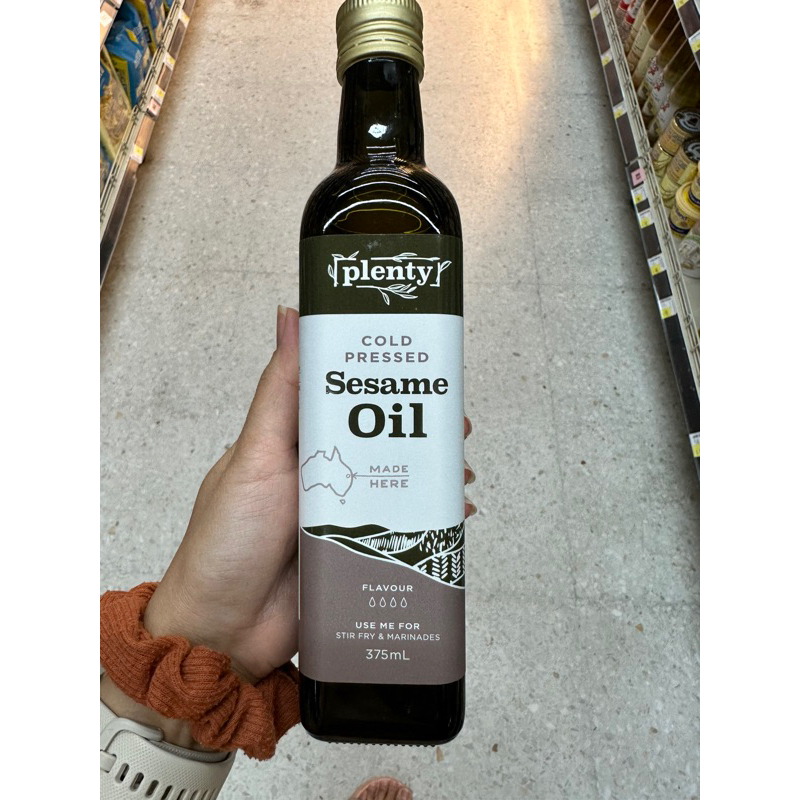 plenty
COLD
PRESSED
Sesame
Oil
MADE
HERE
FLAVOUR
USE ME FOR
STIR FRY & MARINADES
375mL